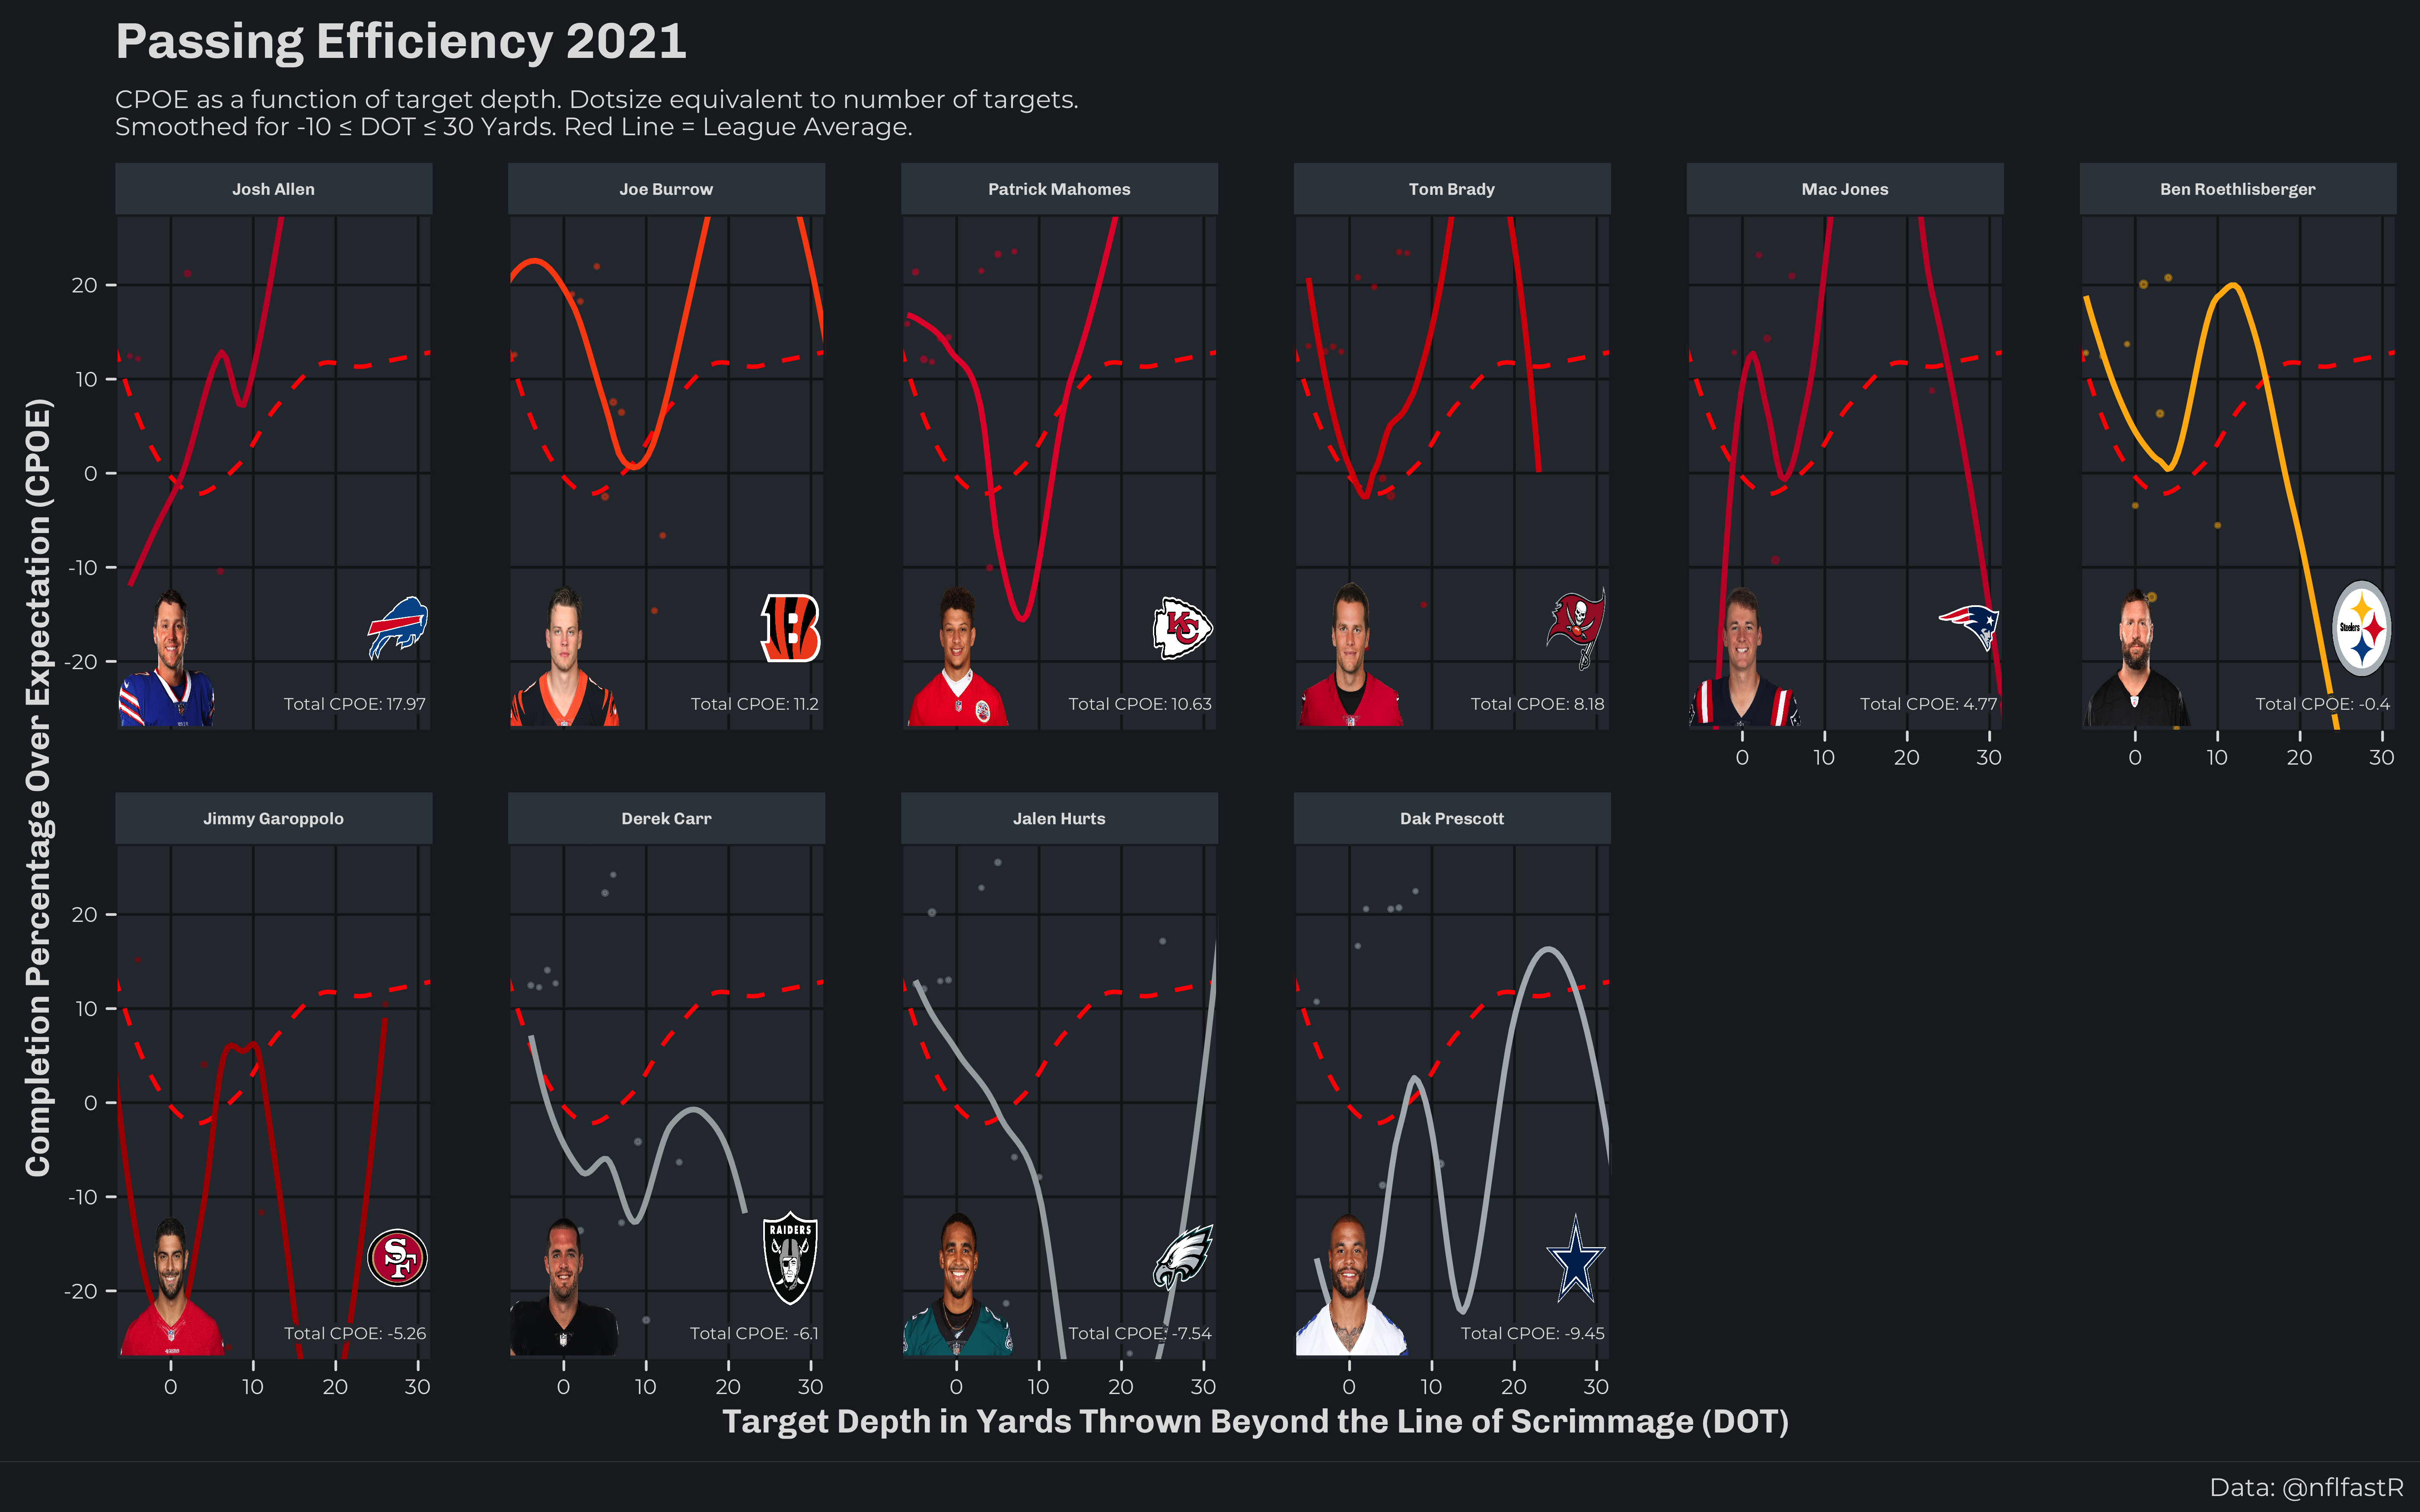 Passing Efficiency 2021
CPOE as a function of target depth. Dotsize equivalent to number of targets.
Smoothed for -10 ≤ DOT ≤ 30 Yards. Red Line = League Average.
Completion Percentage Over Expectation (CPOE)
Josh Allen
Joe Burrow
Patrick Mahomes
Tom Brady
Mac Jones
Ben Roethlisberger
20
10
0
-10
-20
B
KC
Steelers
Total CPOE: 17.97
Total CPOE: 11.2
Total CPOE: 10.63
Total CPOE: 8.18
Total CPOE: 4.77
Total CPOE: -0.4
0 10 20 30
0 10 20 30
Jimmy Garoppolo
Derek Carr
Jalen Hurts
Dak Prescott
20
10
0
-10
-20
SF
RAIDERS
Total CPOE: -5.26
Total CPOE: -6.1
Total CPOE: -7.54
Total CPOE: -9.45
0 10 20 30
0 10 20 30
0 10 20 30
0 10 20 30
Target Depth in Yards Thrown Beyond the Line of Scrimmage (DOT)
Data: @nflfastR